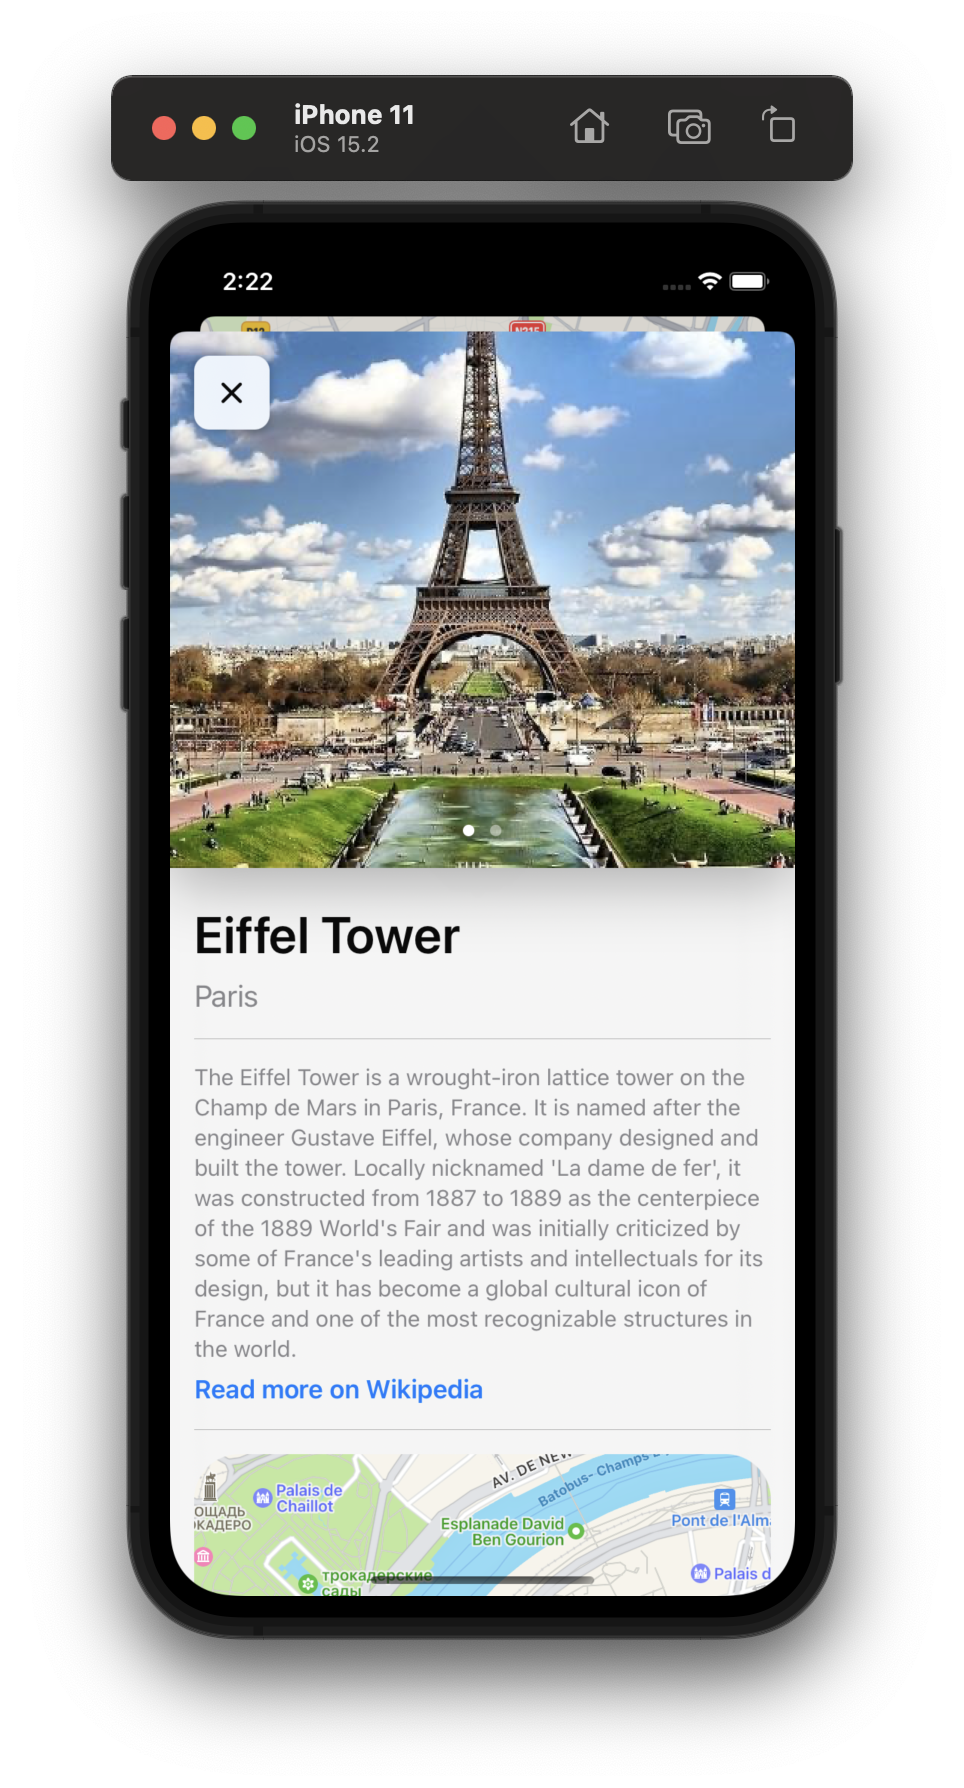 iPhone 11
iOS 15.2
2:22
N315
Eiffel Tower
Paris
The Eiffel Tower is a wrought-iron lattice tower on the
Champ de Mars in Paris, France. It is named after the
engineer Gustave Eiffel, whose company designed and
built the tower. Locally nicknamed 'La dame de fer', it
was constructed from 1887 to 1889 as the centerpiece
of the 1889 World's Fair and was initially criticized by
some of France's leading artists and intellectuals for its
design, but it has become a global cultural icon of
France and one of the most recognizable structures in
the world.
Read more on Wikipedia
AV. DE NEW
Batobus- Champs
Palais de
Chaillot
ОЩАДЬ
ОКАДЕРО
Esplanade David
Ben Gourion
Pont de l'Alma
Palais d
трокадерские
сады